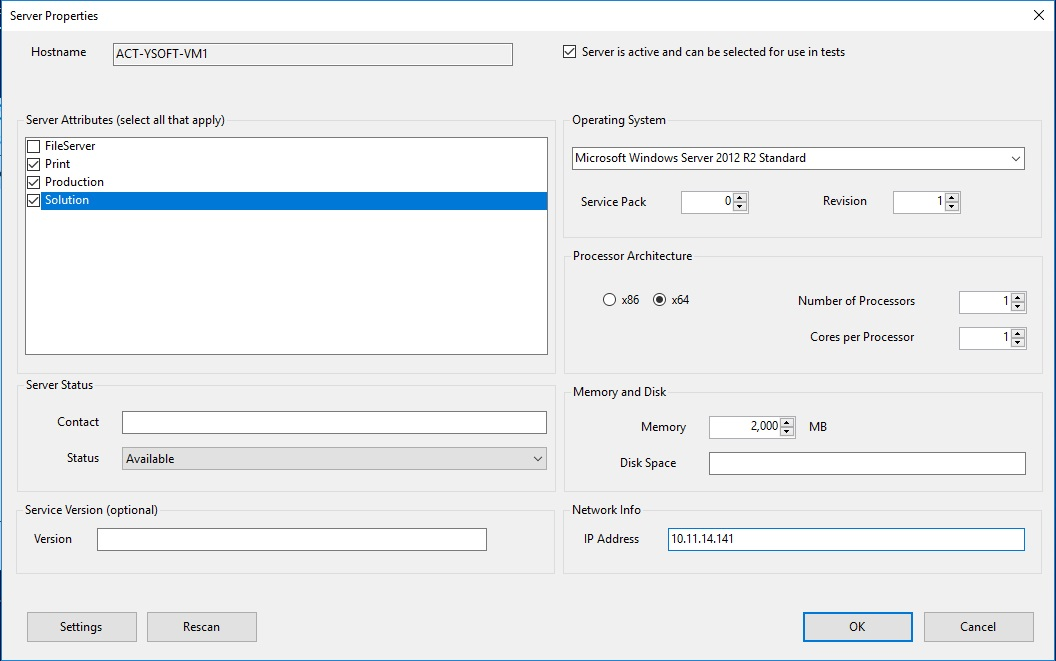 Server Properties
Hostname
ACT-YSOFT-VM1
Server is active and can be selected for use in tests
Server Attributes (select all that apply)
FileServer
Print
Production
Solution
Operating System
Microsoft Windows Server 2012 R2 Standard
Service Pack 0 Revision 1
Processor Architecture
x86 x64 Number of Processors 1
Cores per Processor 1
Server Status
Contact
Status Available
Memory and Disk
Memory 2,000 MB
Disk Space
Service Version (optional)
Version
Network Info
IP Address 10.11.14.141
Settings Rescan OK Cancel